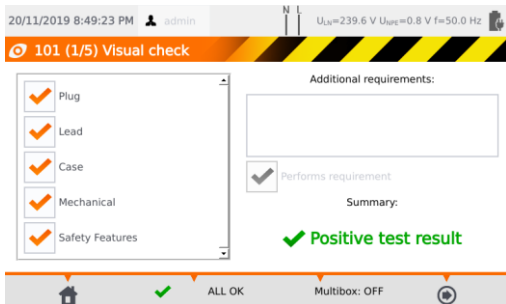 20/11/2019 8:49:23 PM admin N L ULN=239.6 V UNPE=0.8 V f=50.0 Hz
101 (1/5) Visual check
Plug
Lead
Case
Mechanical
Safety Features
Additional requirements:
Performs requirement
Summary:
Positive test result
ALL OK Multibox: OFF